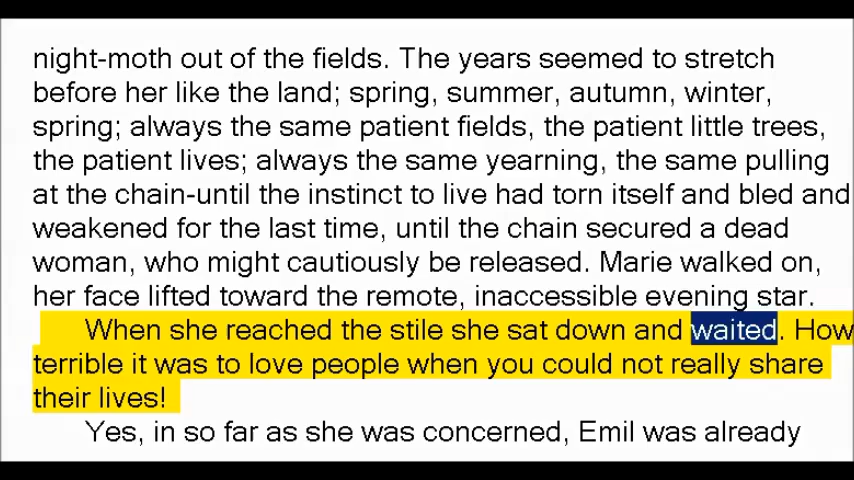 night-moth out of the fields. The years seemed to stretch
before her like the land; spring, summer, autumn, winter,
spring; always the same patient fields, the patient little trees,
the patient lives; always the same yearning, the same pulling
at the chain-until the instinct to live had torn itself and bled and
weakened for the last time, until the chain secured a dead
woman, who might cautiously be released. Marie walked on,
her face lifted toward the remote, inaccessible evening star.
When she reached the stile she sat down and waited. How
terrible it was to love people when you could not really share
their lives!
Yes, in so far as she was concerned, Emil was already